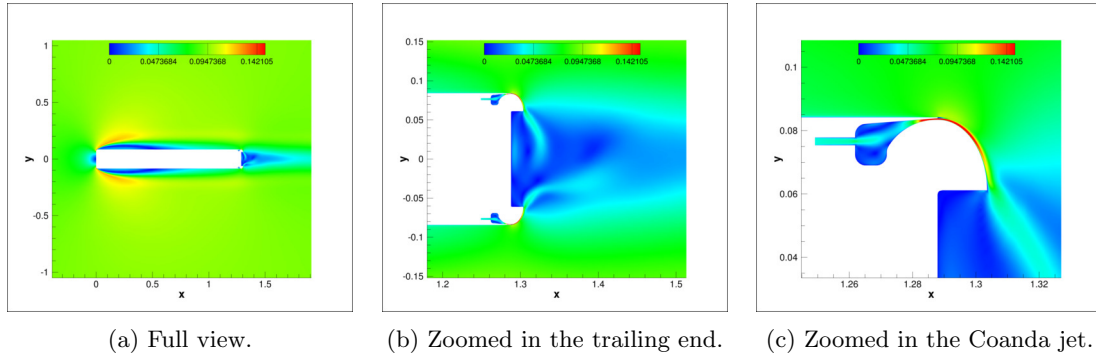 0 0.0473684 0.0947368 0.142105
1
0.5
0
-0.5
-1
y
0 0.5 1 1.5
x
0 0.0473684 0.0947368 0.142105
0.15
0.1
0.05
0
-0.05
-0.1
-0.15
y
1.2 1.3 1.4 1.5
x
0 0.0473684 0.0947368 0.142105
0.1
0.08
0.06
0.04
y
1.26 1.28 1.3 1.32
x
(a) Full view.
(b) Zoomed in the trailing end.
(c) Zoomed in the Coanda jet.